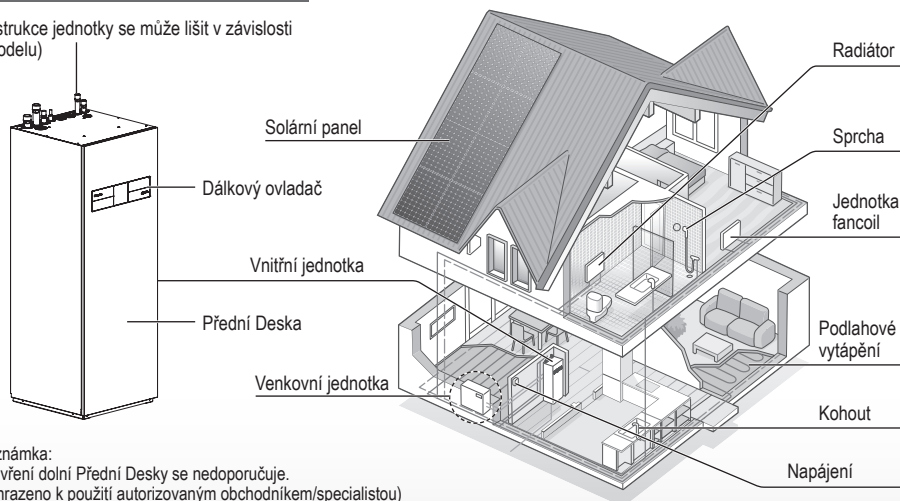 strukce jednotky se může lišit v závislosti
odelu)
Solární panel
Dálkový ovladač
Vnitřní jednotka
Přední Deska
Venkovní jednotka
Radiátor
Sprcha
Jednotka
fancoil
Podlahové
vytápění
Kohout
Napájení
známka:
vření dolní Přední Desky se nedoporučuje.
hrazeno k použití autorizovaným obchodníkem/specialistou)